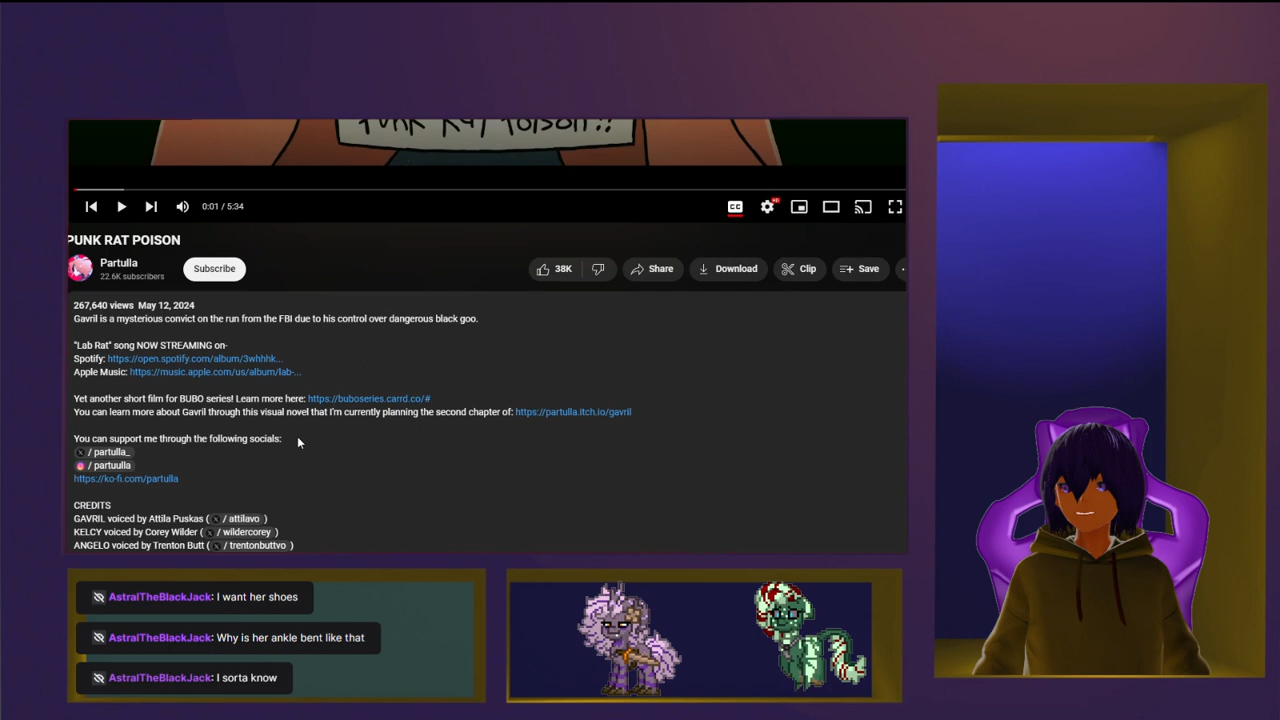 Punk Rat Poison!!
0:01 / 5:34
CC
HD
PUNK RAT POISON
Partulla
22.6K subscribers
Subscribe
38K
Share
Download
Clip
Save
267,640 views May 12, 2024
Gavril is a mysterious convict on the run from the FBI due to his control over dangerous black goo.
"Lab Rat" song NOW STREAMING on-
Spotify: https://open.spotify.com/album/3whhhk...
Apple Music: https://music.apple.com/us/album/lab-...
Yet another short film for BUBO series! Learn more here: https://buboseries.carrd.co/#
You can learn more about Gavril through this visual novel that I'm currently planning the second chapter of: https://partulla.itch.io/gavril
You can support me through the following socials:
/ partulla_
/ partuulla
https://ko-fi.com/partulla
CREDITS
GAVRIL voiced by Attila Puskas ( / attilavo )
KELCY voiced by Corey Wilder ( / wildercorey )
ANGELO voiced by Trenton Butt ( / trentonbuttvo )
AstralTheBlackJack: I want her shoes
AstralTheBlackJack: Why is her ankle bent like that
AstralTheBlackJack: I sorta know